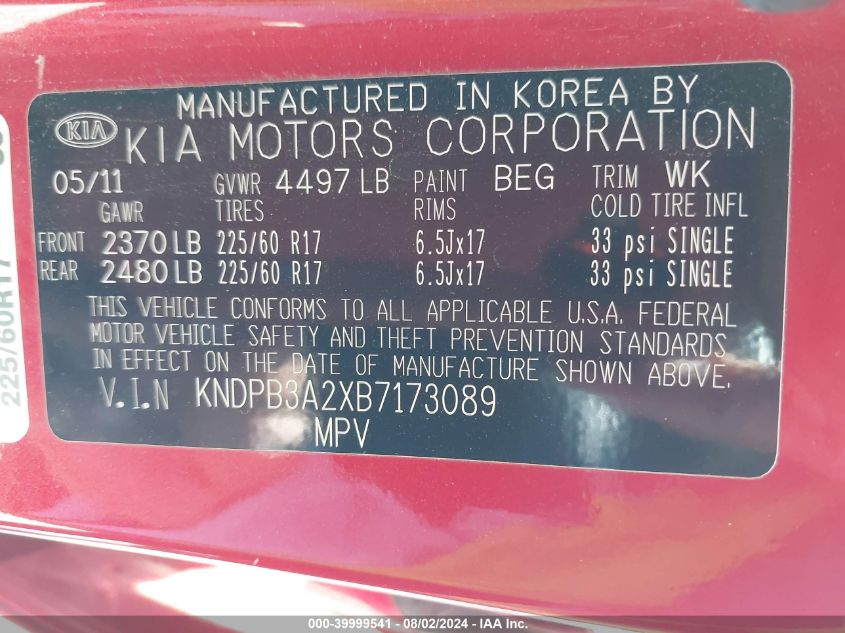 MANUFACTURED IN KOREA BY
KIA KIA MOTORS CORPORATION
05/11 GVWR 4497 LB PAINT BEG TRIM WK
GAWR TIRES RIMS COLD TIRE INFL
FRONT 2370 LB 225/60 R17 6.5Jx17 33 psi SINGLE
REAR 2480 LB 225/60 R17 6.5Jx17 33 psi SINGLE
THIS VEHICLE CONFORMS TO ALL APPLICABLE U.S.A. FEDERAL
MOTOR VEHICLE SAFETY AND THEFT PREVENTION STANDARDS
IN EFFECT ON THE DATE OF MANUFACTURE SHOWN ABOVE.
V.I.N KNDPB3A2XB7173089
MPV
225/60R17
000-39999541 - 08/02/2024 - IAA Inc.